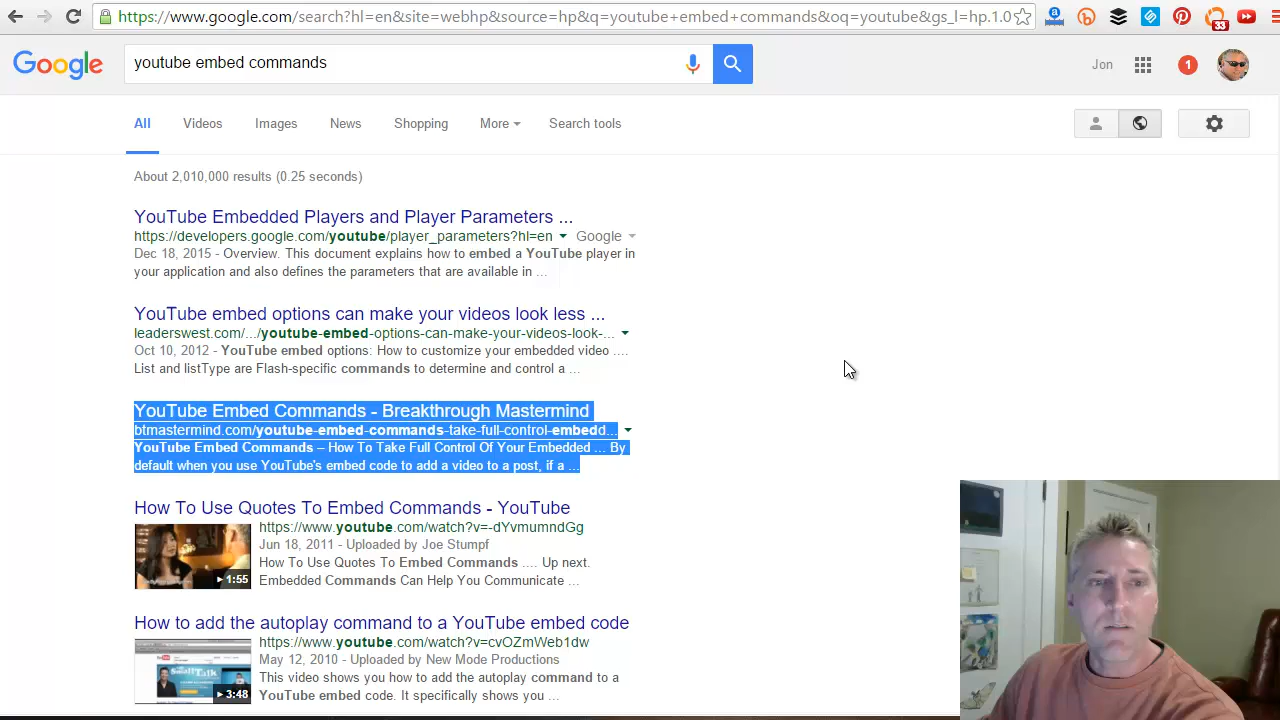 https://www.google.com/search?hl=en&site=webhp&source=hp&q=youtube+embed+commands&oq=youtube&gs_l=hp.1.0
33
Google
youtube embed commands
Jon
1
All
Videos
Images
News
Shopping
More
Search tools
About 2,010,000 results (0.25 seconds)
YouTube Embedded Players and Player Parameters ...
https://developers.google.com/youtube/player_parameters?hl=en
Google
Dec 18, 2015 - Overview. This document explains how to embed a YouTube player in
your application and also defines the parameters that are available in ...
YouTube embed options can make your videos look less ...
leaderswest.com/.../youtube-embed-options-can-make-your-videos-look-...
Oct 10, 2012 - YouTube embed options: How to customize your embedded video ....
List and listType are Flash-specific commands to determine and control a ...
YouTube Embed Commands - Breakthrough Mastermind
btmastermind.com/youtube-embed-commands-take-full-control-embedd...
YouTube Embed Commands – How To Take Full Control Of Your Embedded ... By
default when you use YouTube's embed code to add a video to a post, if a ...
How To Use Quotes To Embed Commands - YouTube
https://www.youtube.com/watch?v=-dYvmumndGg
Jun 18, 2011 - Uploaded by Joe Stumpf
How To Use Quotes To Embed Commands .... Up next.
Embedded Commands Can Help You Communicate ...
1:55
How to add the autoplay command to a YouTube embed code
https://www.youtube.com/watch?v=cvOZmWeb1dw
May 12, 2010 - Uploaded by New Mode Productions
This video shows you how to add the autoplay command to a
YouTube embed code. It specifically shows you ...
SmallTalk
3:48